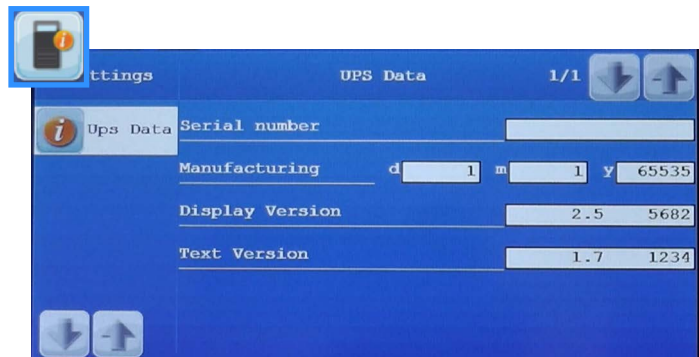 ttings UPS Data 1/1
Ups Data Serial number
Manufacturing d 1 m 1 y 65535
Display Version 2.5 5682
Text Version 1.7 1234